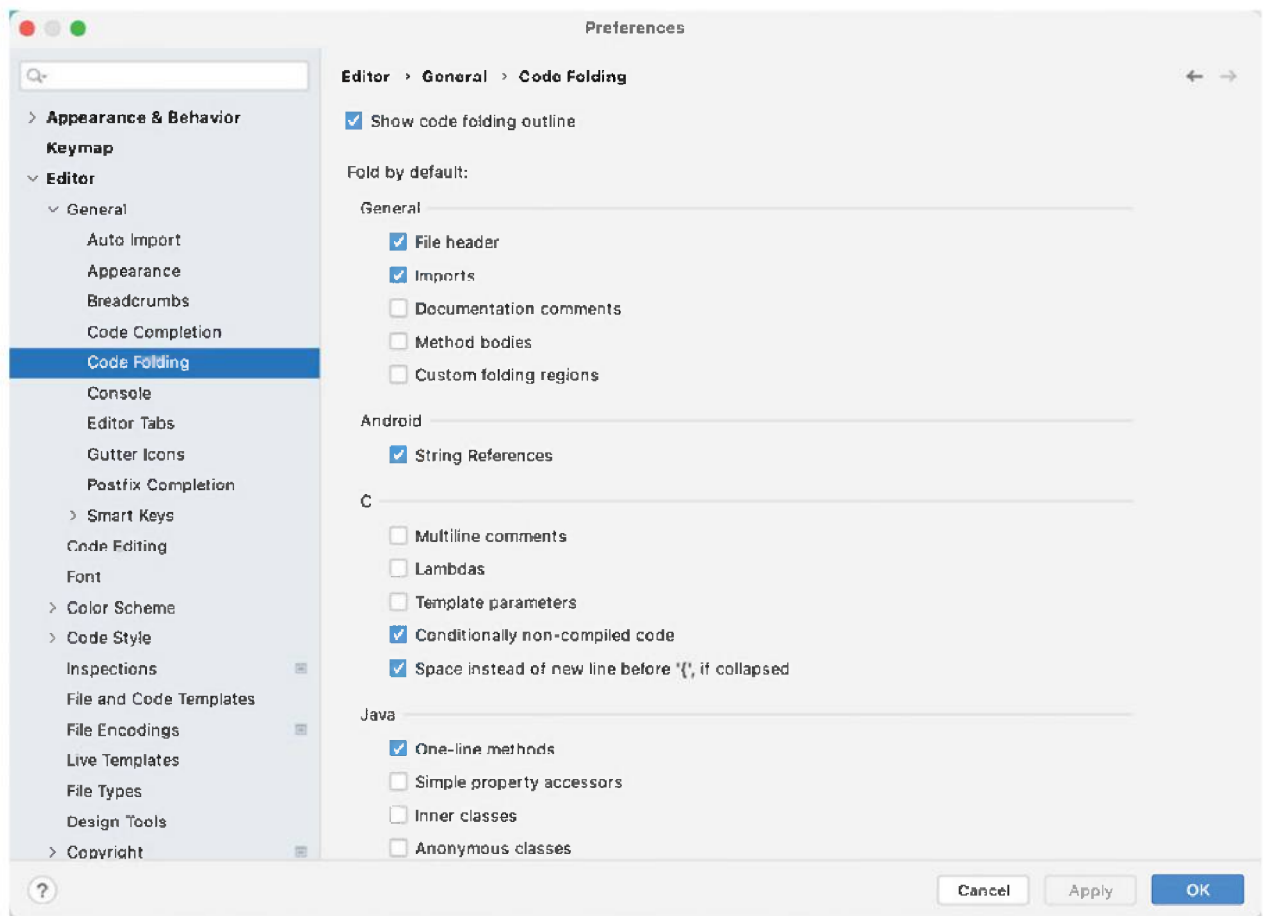 Preferences
Appearance & Behavior
Keymap
Editor
General
Auto Import
Appearance
Breadcrumbs
Code Completion
Code Folding
Console
Editor Tabs
Gutter Icons
Postfix Completion
Smart Keys
Code Editing
Font
Color Scheme
Code Style
Inspections
File and Code Templates
File Encodings
Live Templates
File Types
Design Tools
Copyright
Editor › General › Code Folding
Show code folding outline
Fold by default:
General
File header
Imports
Documentation comments
Method bodies
Custom folding regions
Android
String References
C
Multiline comments
Lambdas
Template parameters
Conditionally non-compiled code
Space instead of new line before '{', if collapsed
Java
One-line methods
Simple property accessors
Inner classes
Anonymous classes
?
Cancel
Apply
OK